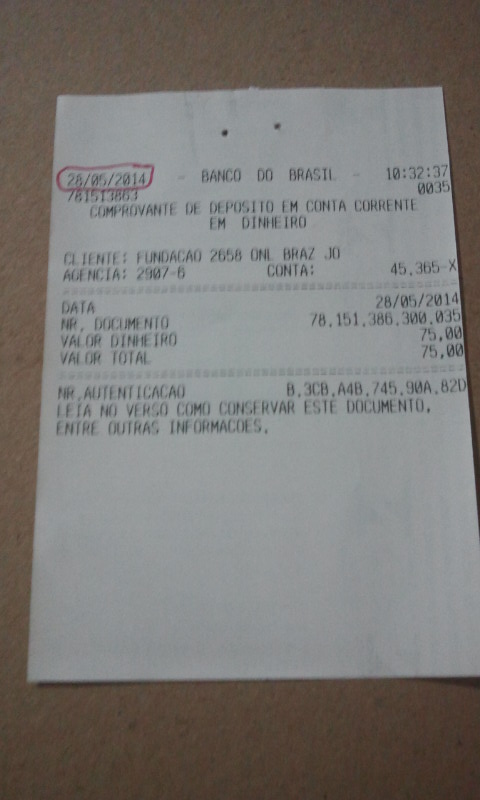 28/05/2014 - BANCO DO BRASIL - 10:32:37
781513863 0035
COMPROVANTE DE DEPOSITO EM CONTA CORRENTE
EM DINHEIRO
CLIENTE: FUNDACAO 2658 ONL BRAZ JO
AGENCIA: 2907-6 CONTA: 45.365-X
DATA 28/05/2014
NR. DOCUMENTO 78.151.386.300.035
VALOR DINHEIRO 75,00
VALOR TOTAL 75,00
NR.AUTENTICACAO B.3CB.A4B.745.90A.82D
LEIA NO VERSO COMO CONSERVAR ESTE DOCUMENTO,
ENTRE OUTRAS INFORMACOES.